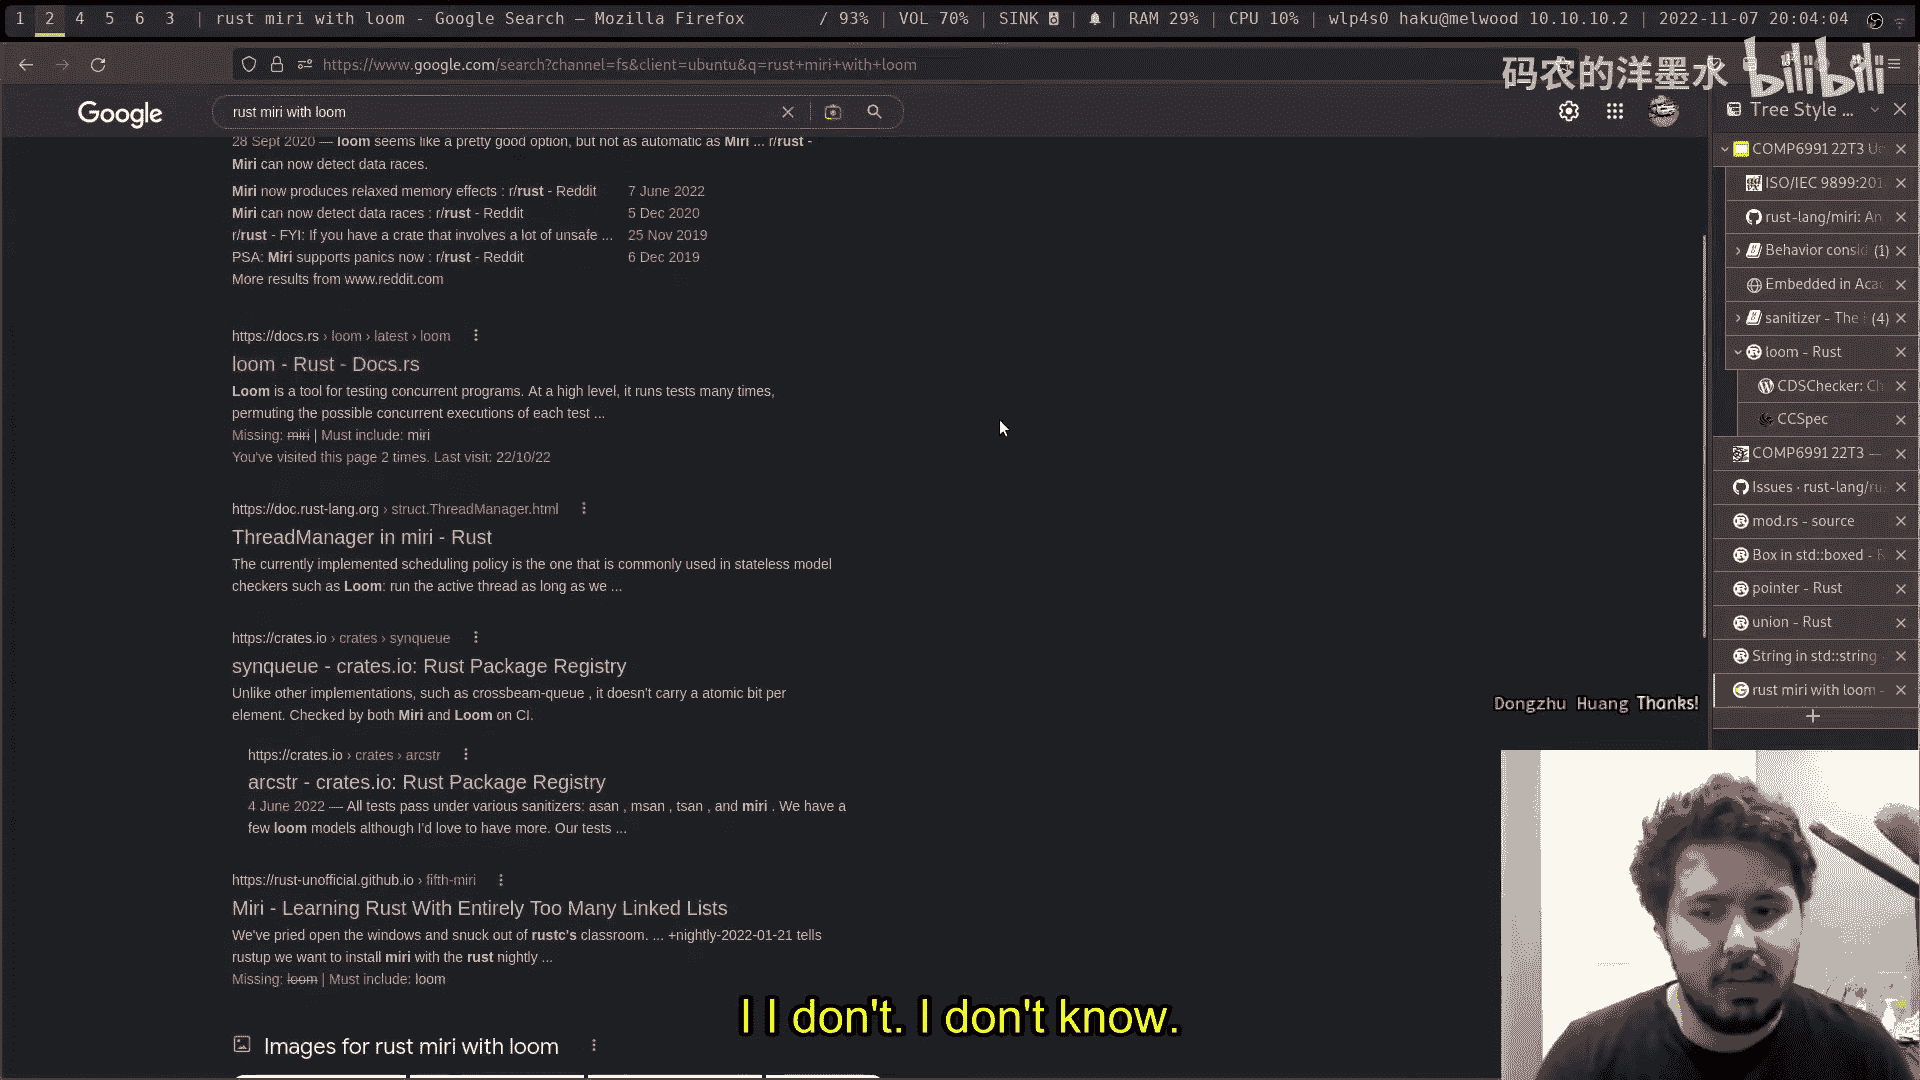 1 2 4 5 6 3 | rust miri with loom - Google Search — Mozilla Firefox / 93% | VOL 70% | SINK | | RAM 29% | CPU 10% | wlp4s0 haku@melwood 10.10.10.2 | 2022-11-07 20:04:04
https://www.google.com/search?channel=fs&client=ubuntu&q=rust+miri+with+loom
码农的洋墨水 bilibili
Google
rust miri with loom
28 Sept 2020 — loom seems like a pretty good option, but not as automatic as Miri ... r/rust -
Miri can now detect data races.
Miri now produces relaxed memory effects : r/rust - Reddit 7 June 2022
Miri can now detect data races : r/rust - Reddit 5 Dec 2020
r/rust - FYI: If you have a crate that involves a lot of unsafe ... 25 Nov 2019
PSA: Miri supports panics now : r/rust - Reddit 6 Dec 2019
More results from www.reddit.com
https://docs.rs › loom › latest › loom
loom - Rust - Docs.rs
Loom is a tool for testing concurrent programs. At a high level, it runs tests many times,
permuting the possible concurrent executions of each test ...
Missing: miri | Must include: miri
You've visited this page 2 times. Last visit: 22/10/22
https://doc.rust-lang.org › struct.ThreadManager.html
ThreadManager in miri - Rust
The currently implemented scheduling policy is the one that is commonly used in stateless model
checkers such as Loom: run the active thread as long as we ...
https://crates.io › crates › synqueue
synqueue - crates.io: Rust Package Registry
Unlike other implementations, such as crossbeam-queue , it doesn't carry a atomic bit per
element. Checked by both Miri and Loom on CI.
https://crates.io › crates › arcstr
arcstr - crates.io: Rust Package Registry
4 June 2022 — All tests pass under various sanitizers: asan , msan , tsan , and miri . We have a
few loom models although I'd love to have more. Our tests ...
https://rust-unofficial.github.io › fifth-miri
Miri - Learning Rust With Entirely Too Many Linked Lists
We've pried open the windows and snuck out of rustc's classroom. ... +nightly-2022-01-21 tells
rustup we want to install miri with the rust nightly ...
Missing: loom | Must include: loom
Images for rust miri with loom
Tree Style ...
COMP6991 22T3
ISO/IEC 9899:201
rust-lang/miri: An
Behavior consid (1)
Embedded in Aca
sanitizer - The (4)
loom - Rust
CDSChecker: Ch
CCSpec
COMP6991 22T3 —
Issues · rust-lang/ru
mod.rs - source
Box in std::boxed -
pointer - Rust
union - Rust
String in std::string
rust miri with loom -
Dongzhu Huang Thanks!
I I don't. I don't know.